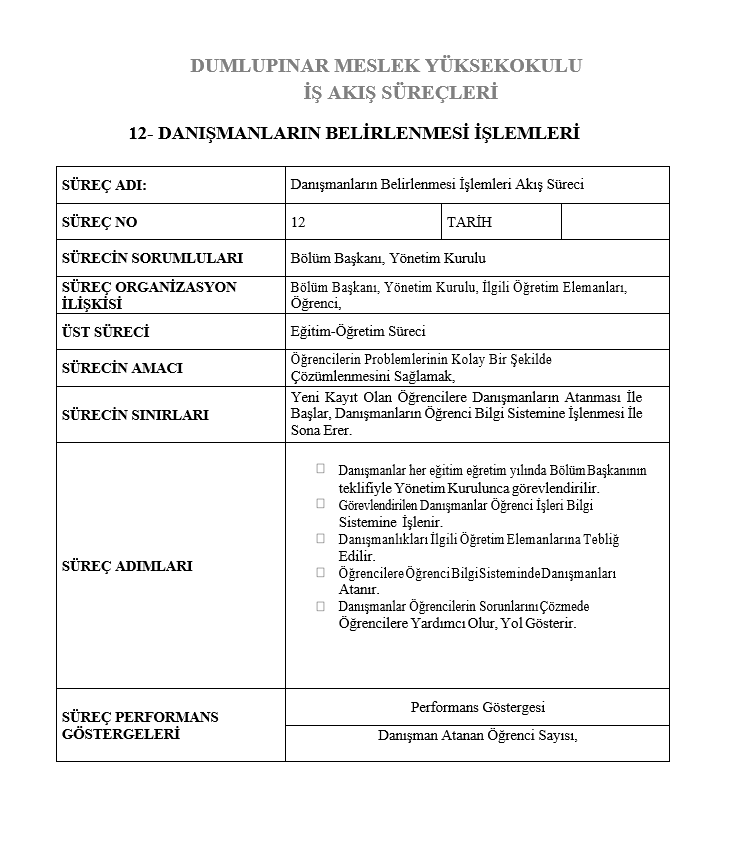 DUMLUPINAR MESLEK YÜKSEKOKULU
İŞ AKIŞ SÜREÇLERİ
12- DANIŞMANLARIN BELİRLENMESİ İŞLEMLERİ
SÜREÇ ADI: Danışmanların Belirlenmesi İşlemleri Akış Süreci
SÜREÇ NO 12 TARİH
SÜRECİN SORUMLULARI Bölüm Başkanı, Yönetim Kurulu
SÜREÇ ORGANİZASYON
İLİŞKİSİ
Bölüm Başkanı, Yönetim Kurulu, İlgili Öğretim Elemanları,
Öğrenci,
ÜST SÜRECİ Eğitim-Öğretim Süreci
SÜRECİN AMACI
Öğrencilerin Problemlerinin Kolay Bir Şekilde
Çözümlenmesini Sağlamak,
SÜRECİN SINIRLARI
Yeni Kayıt Olan Öğrencilere Danışmanların Atanması İle
Başlar, Danışmanların Öğrenci Bilgi Sistemine İşlenmesi İle
Sona Erer.
SÜREÇ ADIMLARI
Danışmanlar her eğitim eğretim yılında Bölüm Başkanının
teklifiyle Yönetim Kurulunca görevlendirilir.
Görevlendirilen Danışmanlar Öğrenci İşleri Bilgi
Sistemine İşlenir.
Danışmanlıkları İlgili Öğretim Elemanlarına Tebliğ
Edilir.
Öğrencilere Öğrenci Bilgi Sisteminde Danışmanları
Atanır.
Danışmanlar Öğrencilerin Sorunlarını Çözmede
Öğrencilere Yardımcı Olur, Yol Gösterir.
SÜREÇ PERFORMANS
GÖSTERGELERİ
Performans Göstergesi
Danışman Atanan Öğrenci Sayısı,